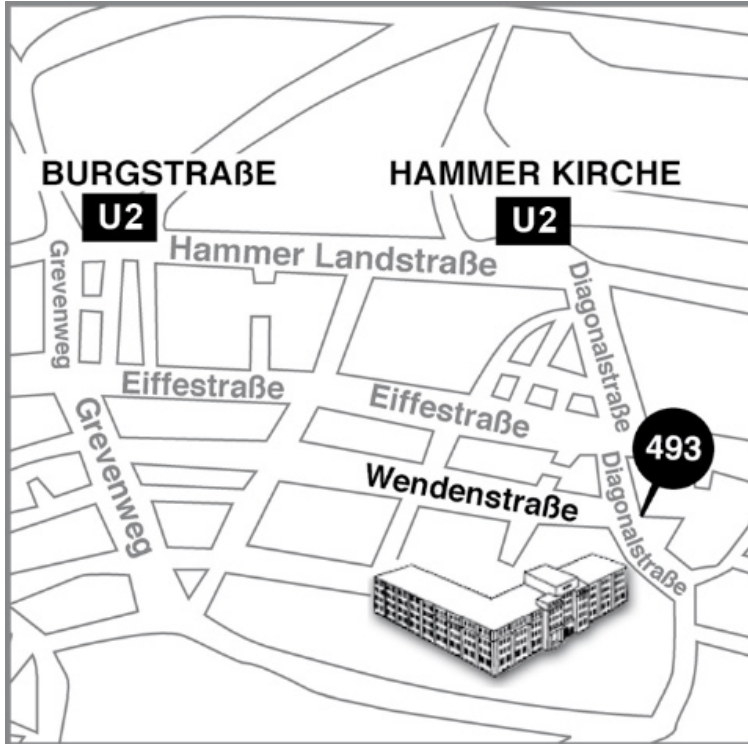 BURGSTRAßE
U2
HAMMER KIRCHE
U2
Hammer Landstraße
Grevenweg
Diagonalstraße
Eiffestraße
Eiffestraße
Grevenweg
493
Wendenstraße
Diagonalstraße